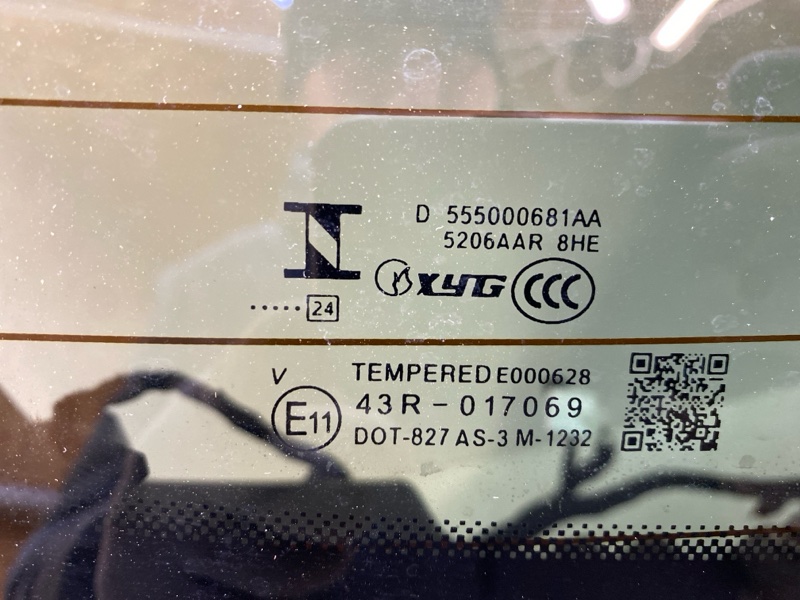 D 555000681AA
5206AAR 8HE
XYG CCC
.....24
V TEMPERED E000628
E11 43R-017069
DOT-827 AS-3 M-1232